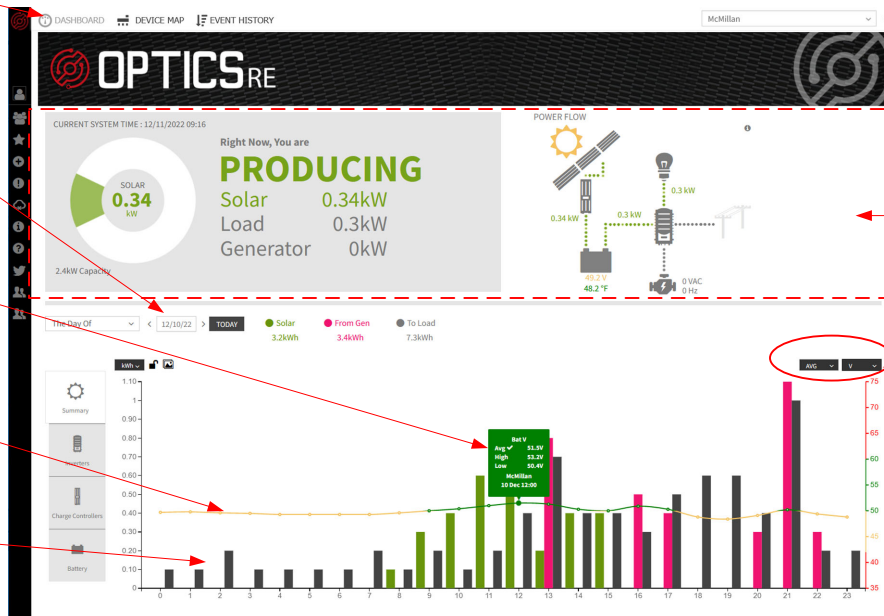 DASHBOARD DEVICE MAP EVENT HISTORY McMillan
OPTICS RE
CURRENT SYSTEM TIME : 12/11/2022 09:16
Right Now, You are
PRODUCING
Solar 0.34kW
Load 0.3kW
Generator 0kW
SOLAR
0.34
kW
2.4kW Capacity
POWER FLOW
0.3 kW
0.34 kW
0.3 kW
49.2 V
48.2 °F
0 VAC
0 Hz
The Day Of 12/10/22 TODAY
Solar From Gen To Load
3.2kWh 3.4kWh 7.3kWh
kWh AVG V
Summary
Inverters
Charge Controllers
Battery
1.10
1
0.90
0.80
0.70
0.60
0.50
0.40
0.30
0.20
0.10
0
Bat V
Avg 51.5V
High 53.2V
Low 50.4V
McMillan
10 Dec 12:00
75
70
65
60
55
50
45
40
35
0 1 2 3 4 5 6 7 8 9 10 11 12 13 14 15 16 17 18 19 20 21 22 23